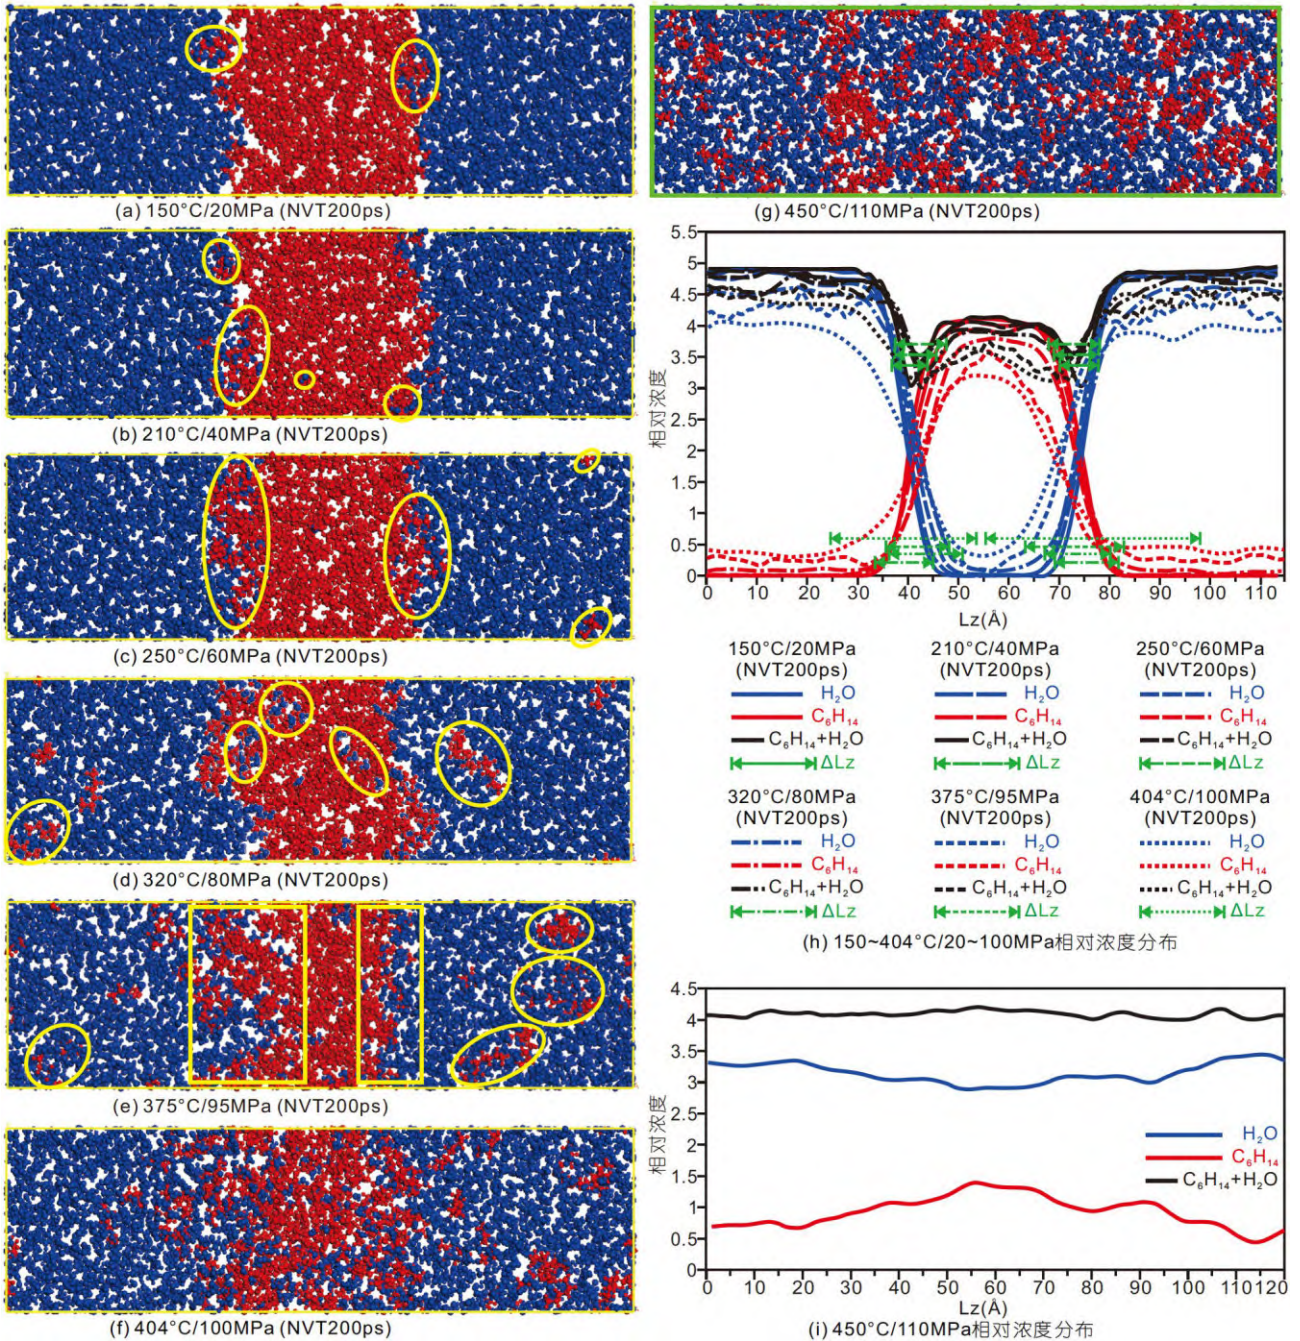 (a) 150°C/20MPa (NVT200ps)
(b) 210°C/40MPa (NVT200ps)
(c) 250°C/60MPa (NVT200ps)
(d) 320°C/80MPa (NVT200ps)
(e) 375°C/95MPa (NVT200ps)
(f) 404°C/100MPa (NVT200ps)
(g) 450°C/110MPa (NVT200ps)
5.5
5
4.5
4
3.5
3
2
1.5
1
0.5
0
相对浓度
0 10 20 30 40 50 60 70 80 90 100 110
Lz(Å)
150°C/20MPa 210°C/40MPa 250°C/60MPa
(NVT200ps) (NVT200ps) (NVT200ps)
H₂O H₂O H₂O
C₆H₁₄ C₆H₁₄ C₆H₁₄
C₆H₁₄+H₂O C₆H₁₄+H₂O C₆H₁₄+H₂O
ΔLz ΔLz ΔLz
320°C/80MPa 375°C/95MPa 404°C/100MPa
(NVT200ps) (NVT200ps) (NVT200ps)
H₂O H₂O H₂O
C₆H₁₄ C₆H₁₄ C₆H₁₄
C₆H₁₄+H₂O C₆H₁₄+H₂O C₆H₁₄+H₂O
ΔLz ΔLz ΔLz
(h) 150~404°C/20~100MPa相对浓度分布
4.5
4
3.5
3
2.5
2
1.5
1
0.5
0
相对浓度
H₂O
C₆H₁₄
C₆H₁₄+H₂O
0 10 20 30 40 50 60 70 80 90 100 110 120
Lz(Å)
(i) 450°C/110MPa相对浓度分布